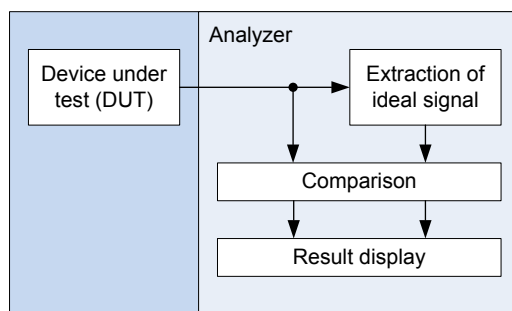 Analyzer
Device under
test (DUT)
Extraction of
ideal signal
Comparison
Result display